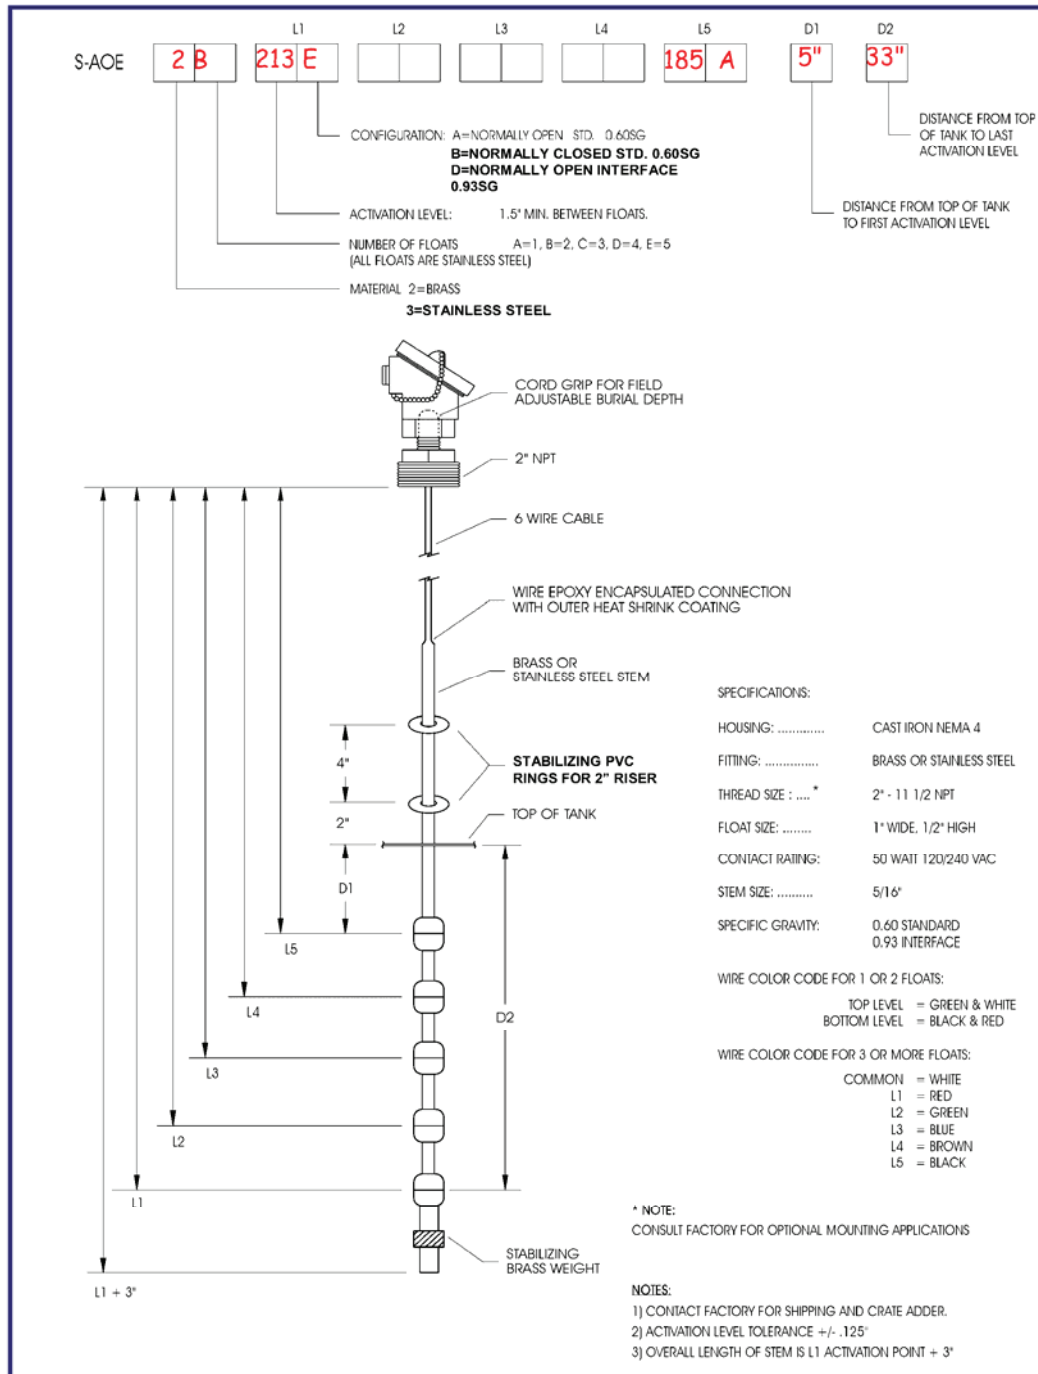 L1 L2 L3 L4 L5 D1 D2
S-AOE 2 B 213 E 185 A 5" 33"
DISTANCE FROM TOP
OF TANK TO LAST
ACTIVATION LEVEL
CONFIGURATION: A=NORMALLY OPEN STD. 0.60SG
B=NORMALLY CLOSED STD. 0.60SG
D=NORMALLY OPEN INTERFACE
0.93SG
DISTANCE FROM TOP OF TANK
TO FIRST ACTIVATION LEVEL
ACTIVATION LEVEL: 1.5" MIN. BETWEEN FLOATS.
NUMBER OF FLOATS A=1, B=2, C=3, D=4, E=5
(ALL FLOATS ARE STAINLESS STEEL)
MATERIAL 2=BRASS
3=STAINLESS STEEL
CORD GRIP FOR FIELD
ADJUSTABLE BURIAL DEPTH
2" NPT
6 WIRE CABLE
WIRE EPOXY ENCAPSULATED CONNECTION
WITH OUTER HEAT SHRINK COATING
BRASS OR
STAINLESS STEEL STEM
4"
STABILIZING PVC
RINGS FOR 2" RISER
2"
TOP OF TANK
D1
L5
L4
D2
L3
L2
L1
STABILIZING
BRASS WEIGHT
L1 + 3"
SPECIFICATIONS:
HOUSING: ............. CAST IRON NEMA 4
FITTING: ............... BRASS OR STAINLESS STEEL
THREAD SIZE : .... * 2" - 11 1/2 NPT
FLOAT SIZE: ........ 1" WIDE, 1/2" HIGH
CONTACT RATING: 50 WATT 120/240 VAC
STEM SIZE: .......... 5/16"
SPECIFIC GRAVITY: 0.60 STANDARD
0.93 INTERFACE
WIRE COLOR CODE FOR 1 OR 2 FLOATS:
TOP LEVEL = GREEN & WHITE
BOTTOM LEVEL = BLACK & RED
WIRE COLOR CODE FOR 3 OR MORE FLOATS:
COMMON = WHITE
L1 = RED
L2 = GREEN
L3 = BLUE
L4 = BROWN
L5 = BLACK
* NOTE:
CONSULT FACTORY FOR OPTIONAL MOUNTING APPLICATIONS
NOTES:
1) CONTACT FACTORY FOR SHIPPING AND CRATE ADDER.
2) ACTIVATION LEVEL TOLERANCE +/- .125"
3) OVERALL LENGTH OF STEM IS L1 ACTIVATION POINT + 3"